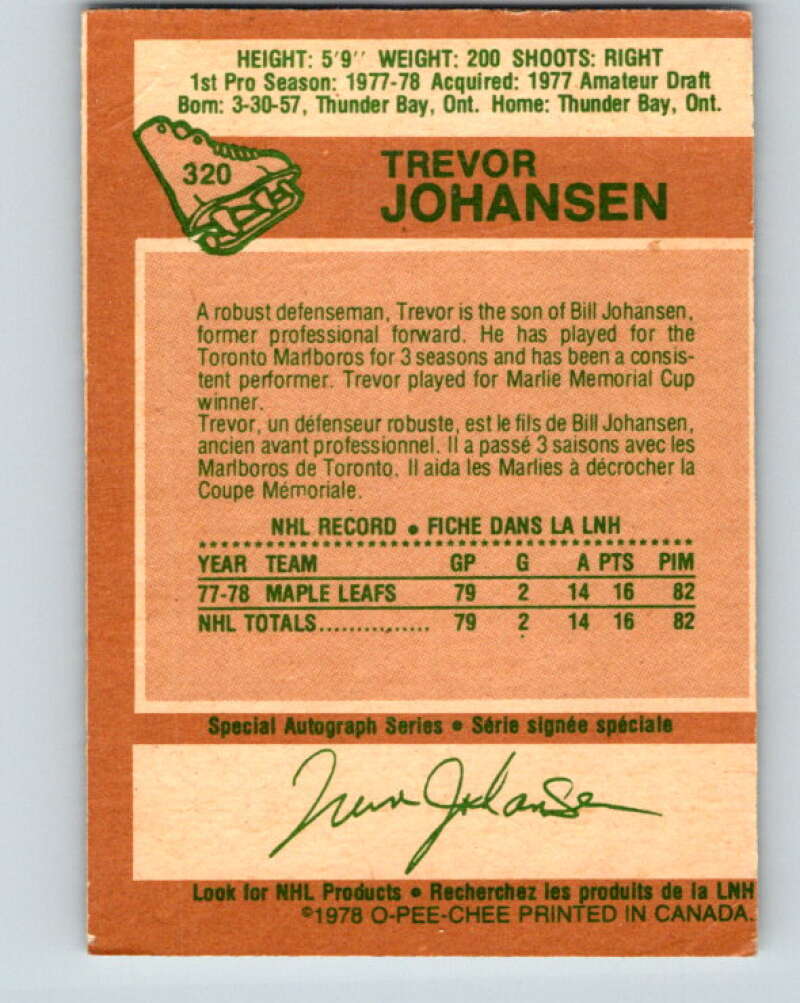 HEIGHT: 5'9'' WEIGHT: 200 SHOOTS: RIGHT
1st Pro Season: 1977-78 Acquired: 1977 Amateur Draft
Born: 3-30-57, Thunder Bay, Ont. Home: Thunder Bay, Ont.
320
TREVOR
JOHANSEN
A robust defenseman, Trevor is the son of Bill Johansen,
former professional forward. He has played for the
Toronto Marlboros for 3 seasons and has been a consis-
tent performer. Trevor played for Marlie Memorial Cup
winner.
Trevor, un défenseur robuste, est le fils de Bill Johansen,
ancien avant professionnel. Il a passé 3 saisons avec les
Marlboros de Toronto. Il aida les Marlies à décrocher la
Coupe Mémoriale.
NHL RECORD • FICHE DANS LA LNH
YEAR TEAM GP G A PTS PIM
77-78 MAPLE LEAFS 79 2 14 16 82
NHL TOTALS................ 79 2 14 16 82
Special Autograph Series • Série signée spéciale
Trevor Johansen
Look for NHL Products • Recherchez les produits de la LNH
©1978 O-PEE-CHEE PRINTED IN CANADA.